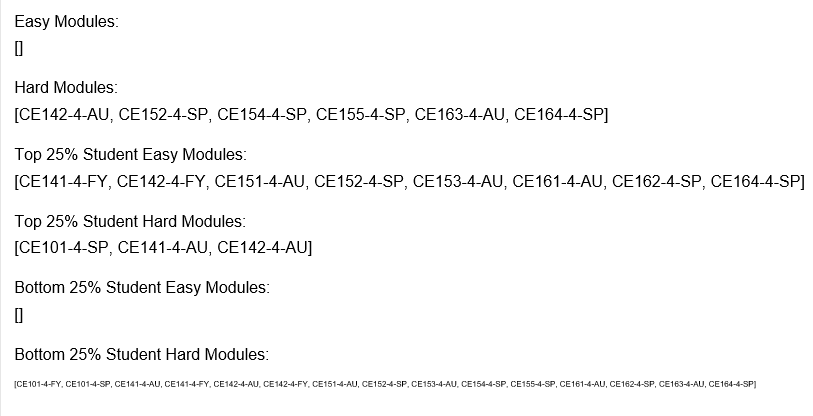 Easy Modules:
[]
Hard Modules:
[CE142-4-AU, CE152-4-SP, CE154-4-SP, CE155-4-SP, CE163-4-AU, CE164-4-SP]
Top 25% Student Easy Modules:
[CE141-4-FY, CE142-4-FY, CE151-4-AU, CE152-4-SP, CE153-4-AU, CE161-4-AU, CE162-4-SP, CE164-4-SP]
Top 25% Student Hard Modules:
[CE101-4-SP, CE141-4-AU, CE142-4-AU]
Bottom 25% Student Easy Modules:
[]
Bottom 25% Student Hard Modules:
[CE101-4-FY, CE101-4-SP, CE141-4-AU, CE141-4-FY, CE142-4-AU, CE142-4-FY, CE151-4-AU, CE152-4-SP, CE153-4-AU, CE154-4-SP, CE155-4-SP, CE161-4-AU, CE162-4-SP, CE163-4-AU, CE164-4-SP]